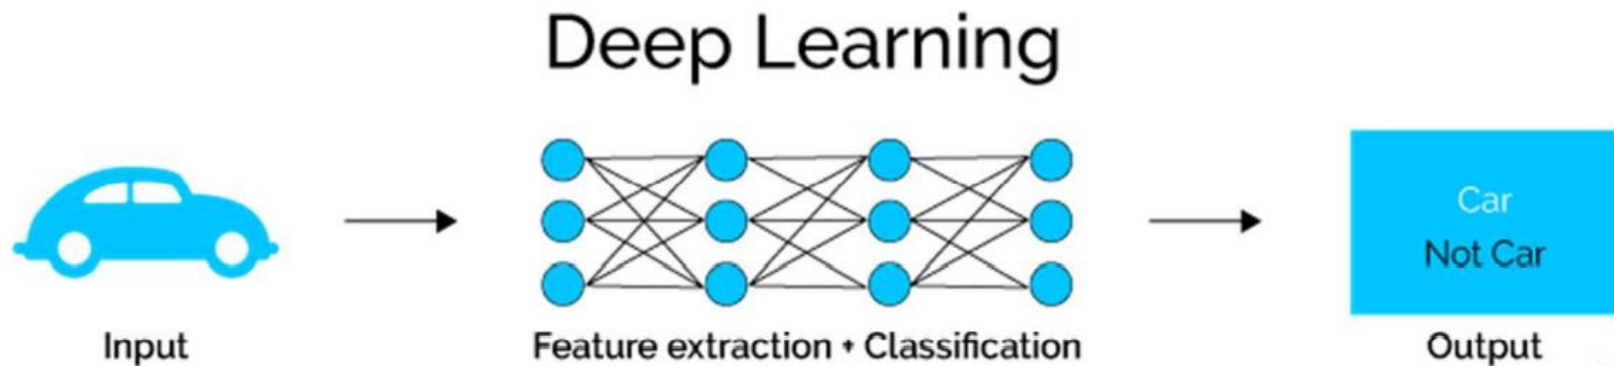 Deep Learning
Car
Not Car
Input
Feature extraction + Classification
Output